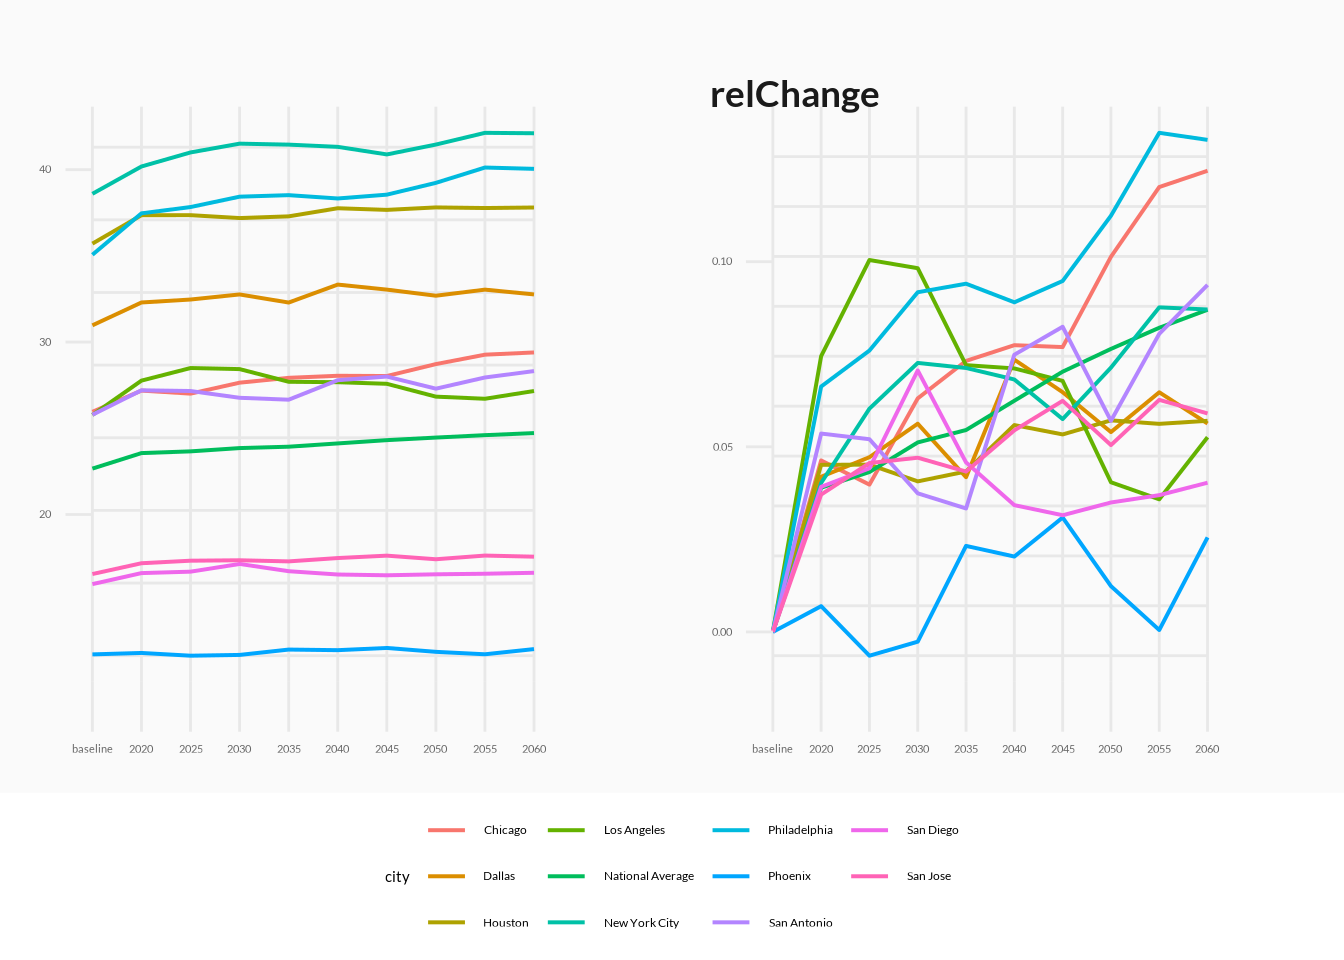 relChange
40
30
20
baseline 2020 2025 2030 2035 2040 2045 2050 2055 2060
0.10
0.05
0.00
baseline 2020 2025 2030 2035 2040 2045 2050 2055 2060
city
Chicago Los Angeles Philadelphia San Diego
Dallas National Average Phoenix San Jose
Houston New York City San Antonio